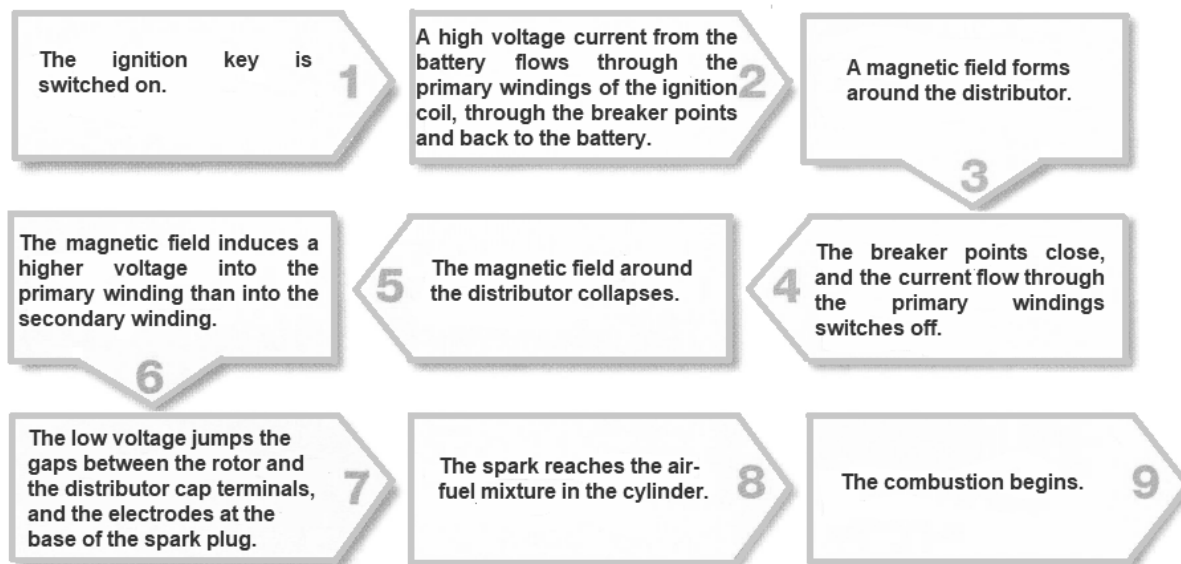 The ignition key is
switched on.
1
A high voltage current from the
battery flows through the
primary windings of the ignition
coil, through the breaker points
and back to the battery.
2
A magnetic field forms
around the distributor.
3
The breaker points close,
and the current flow through
the primary windings
switches off.
4
The magnetic field around
the distributor collapses.
5
The magnetic field induces a
higher voltage into the
primary winding than into the
secondary winding.
6
The low voltage jumps the
gaps between the rotor and
the distributor cap terminals,
and the electrodes at the
base of the spark plug.
7
The spark reaches the air-
fuel mixture in the cylinder.
8
The combustion begins.
9